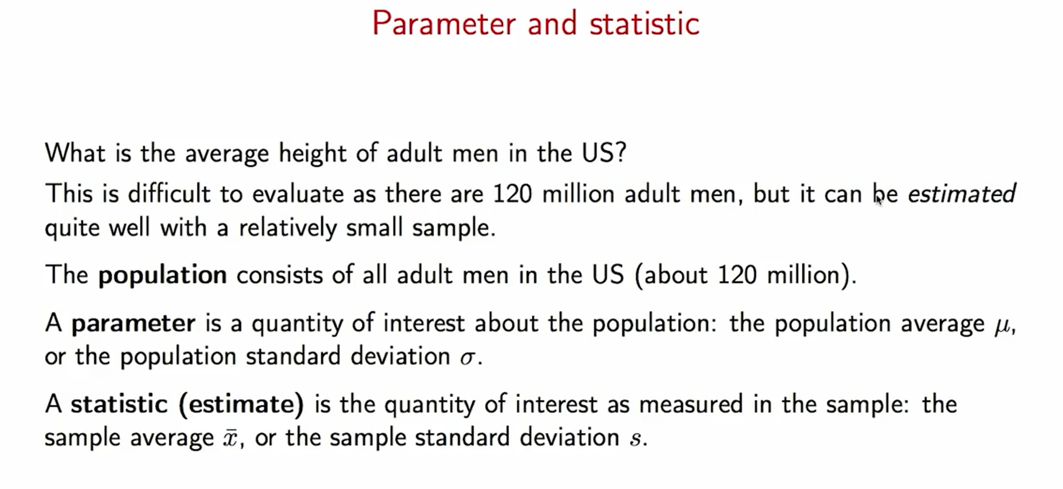 Parameter and statistic
What is the average height of adult men in the US?
This is difficult to evaluate as there are 120 million adult men, but it can be estimated
quite well with a relatively small sample.
The population consists of all adult men in the US (about 120 million).
A parameter is a quantity of interest about the population: the population average μ,
or the population standard deviation σ.
A statistic (estimate) is the quantity of interest as measured in the sample: the
sample average x̄, or the sample standard deviation s.